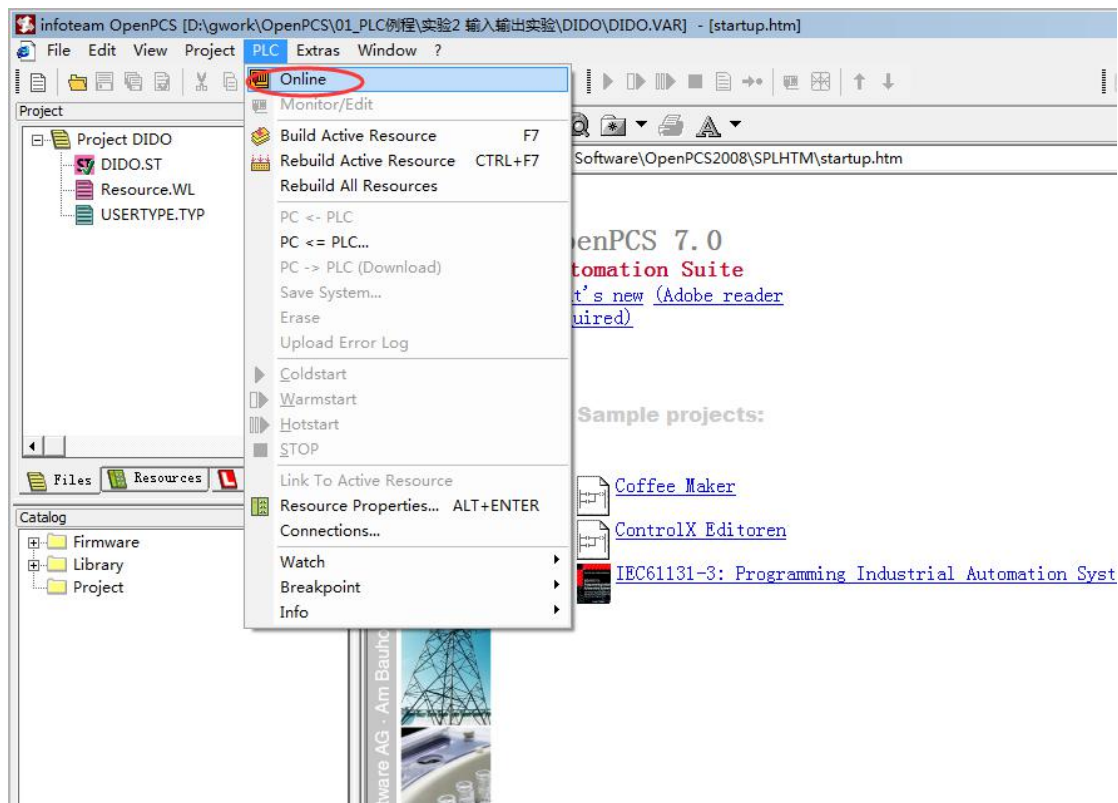 infoteam OpenPCS [D:\gwork\OpenPCS\01_PLC例程\实验2 输入输出实验\DIDO\DIDO.VAR] - [startup.htm]
File Edit View Project PLC Extras Window ?
Project
Project DIDO
DIDO.ST
Resource.WL
USERTYPE.TYP
Files Resources
Catalog
Firmware
Library
Project
Online
Monitor/Edit
Build Active Resource F7
Rebuild Active Resource CTRL+F7
Rebuild All Resources
PC <- PLC
PC <= PLC...
PC -> PLC (Download)
Save System...
Erase
Upload Error Log
Coldstart
Warmstart
Hotstart
STOP
Link To Active Resource
Resource Properties... ALT+ENTER
Connections...
Watch
Breakpoint
Info
Software\OpenPCS2008\SPLHTM\startup.htm
enPCS 7.0
tomation Suite
t's new (Adobe reader
uired)
Sample projects:
Coffee Maker
ControlX Editoren
IEC61131-3: Programming Industrial Automation Syst
ware AG - Am Bauho